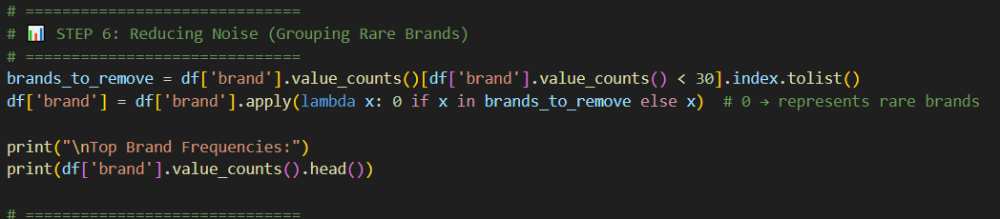 # ==============================
# 📊 STEP 6: Reducing Noise (Grouping Rare Brands)
# ==============================
brands_to_remove = df['brand'].value_counts()[df['brand'].value_counts() < 30].index.tolist()
df['brand'] = df['brand'].apply(lambda x: 0 if x in brands_to_remove else x)  # 0 → represents rare brands

print("\nTop Brand Frequencies:")
print(df['brand'].value_counts().head())

# ==============================